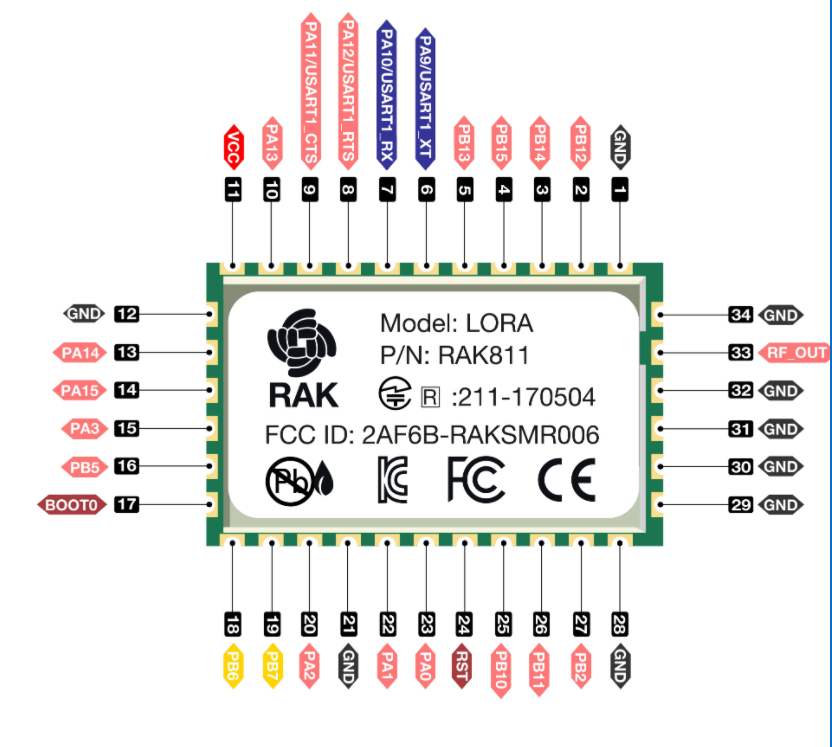 PA11/USART1_CTS
PA12/USART1_RTS
PA10/USART1_RX
PA9/USART1_XT
VCC
PA13
PB13
PB15
PB14
PB12
GND
11
10
9
8
7
6
5
4
3
2
1
GND 12
PA14 13
PA15 14
PA3 15
PB5 16
BOOT0 17
Model: LORA
P/N: RAK811
RAK
R :211-170504
FCC ID: 2AF6B-RAKSMR006
Pb
FC
CE
34 GND
33 RF_OUT
32 GND
31 GND
30 GND
29 GND
18
19
20
21
22
23
24
25
26
27
28
PB6
PB7
PA2
GND
PA1
PA0
RST
PB10
PB11
PB2
GND